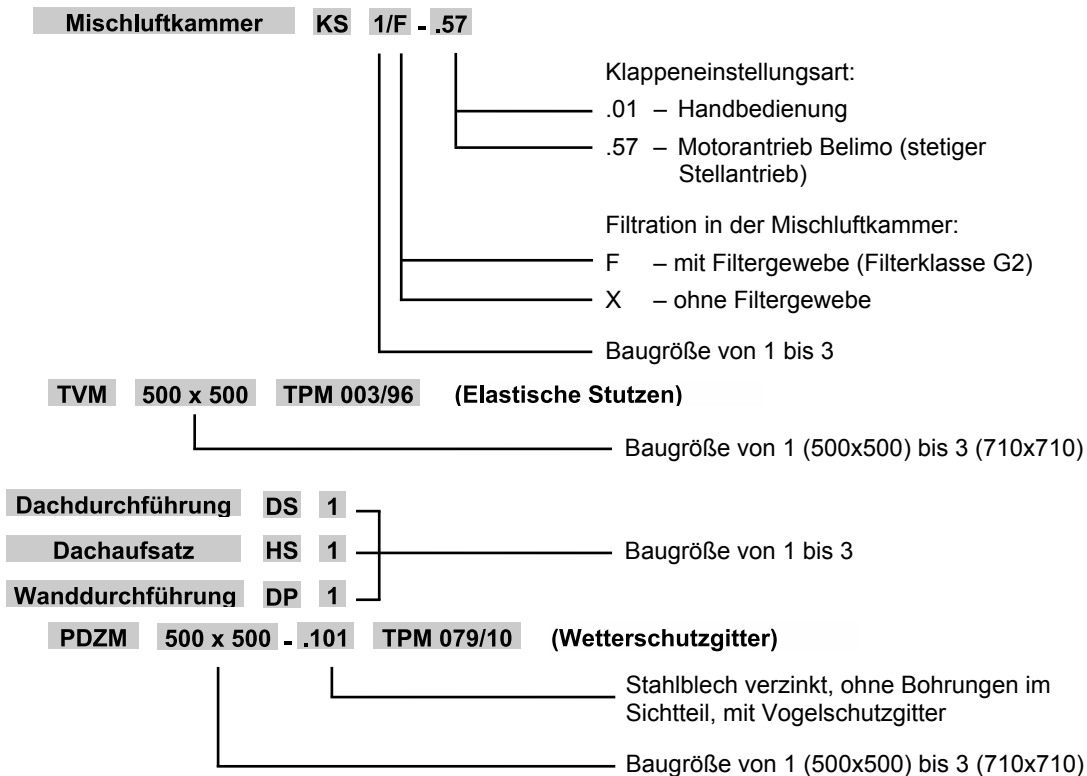 Mischluftkammer KS 1/F - .57
Klappeneinstellungsart:
.01 – Handbedienung
.57 – Motorantrieb Belimo (stetiger
Stellantrieb)
Filtration in der Mischluftkammer:
F – mit Filtergewebe (Filterklasse G2)
X – ohne Filtergewebe
Baugröße von 1 bis 3
TVM 500 x 500 TPM 003/96 (Elastische Stutzen)
Baugröße von 1 (500x500) bis 3 (710x710)
Dachdurchführung DS 1
Dachaufsatz HS 1 Baugröße von 1 bis 3
Wanddurchführung DP 1
PDZM 500 x 500 - .101 TPM 079/10 (Wetterschutzgitter)
Stahlblech verzinkt, ohne Bohrungen im
Sichtteil, mit Vogelschutzgitter
Baugröße von 1 (500x500) bis 3 (710x710)